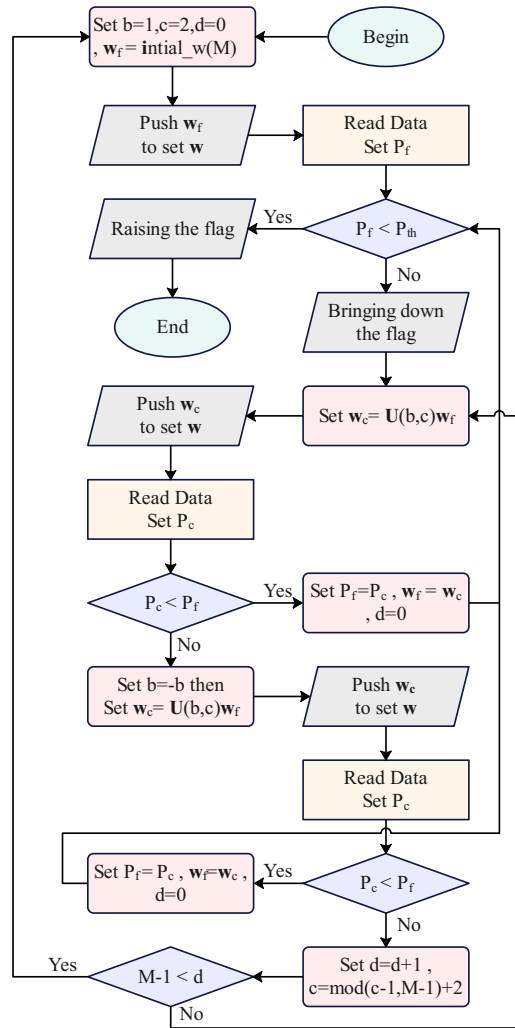 Set b=1,c=2,d=0
, w_f = intial_w(M)
Begin
Push w_f
to set w
Read Data
Set P_f
P_f < P_th
Yes
Raising the flag
No
End
Bringing down
the flag
Set w_c= U(b,c)w_f
Push w_c
to set w
Read Data
Set P_c
P_c < P_f
Yes
Set P_f=P_c , w_f = w_c
, d=0
No
Set b=-b then
Set w_c= U(b,c)w_f
Push w_c
to set w
Read Data
Set P_c
P_c < P_f
Yes
Set P_f= P_c , w_f=w_c ,
d=0
No
Set d=d+1 ,
c=mod(c-1,M-1)+2
M-1 < d
Yes
No